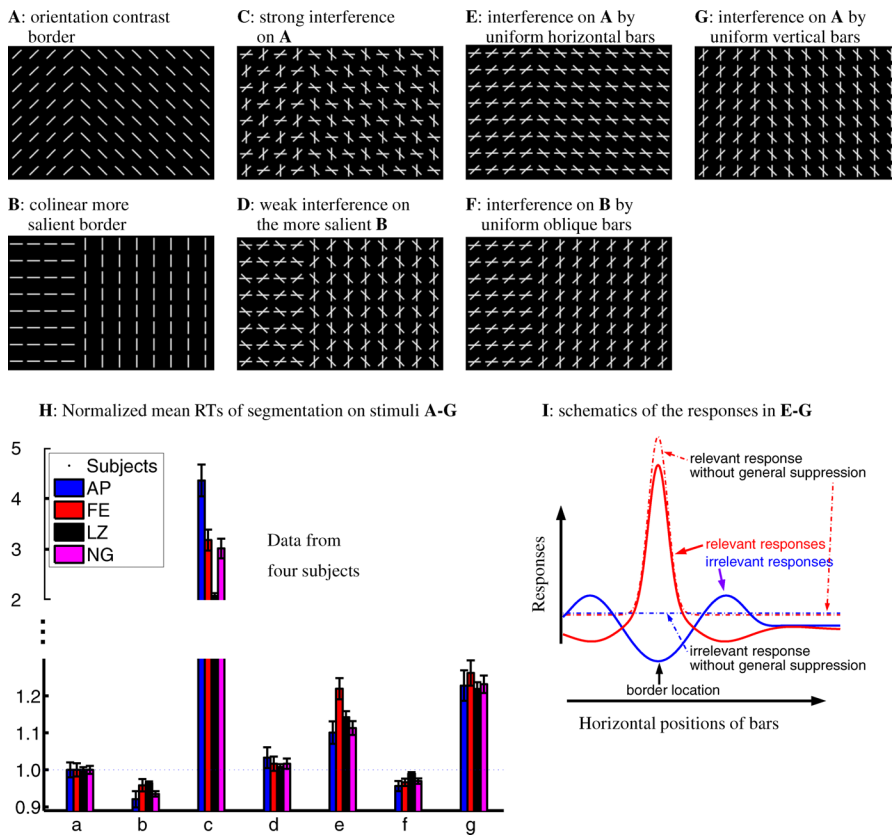 A: orientation contrast
border
C: strong interference
on A
E: interference on A by
uniform horizontal bars
G: interference on A by
uniform vertical bars
B: colinear more
salient border
D: weak interference on
the more salient B
F: interference on B by
uniform oblique bars
H: Normalized mean RTs of segmentation on stimuli A-G
5
4
3
2
1.2
1.1
1.0
0.9
Subjects
AP
FE
LZ
NG
Data from
four subjects
a b c d e f g
I: schematics of the responses in E-G
relevant response
without general suppression
relevant responses
irrelevant responses
irrelevant response
without general suppression
border location
Responses
Horizontal positions of bars